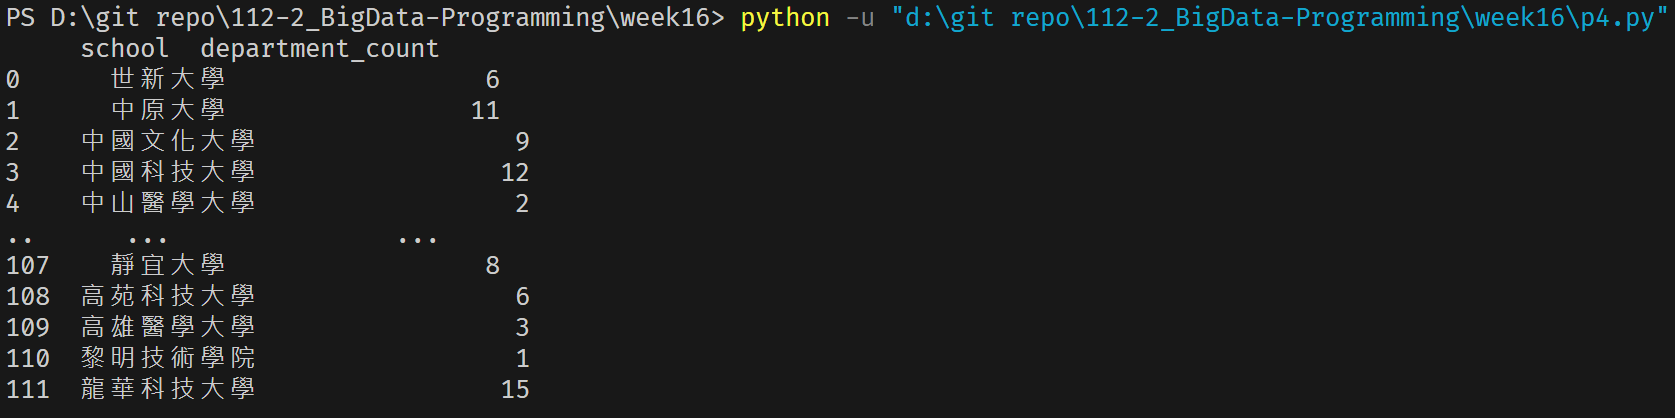 PS D:\git repo\112-2_BigData-Programming\week16> python -u "d:\git repo\112-2_BigData-Programming\week16\p4.py"
school department_count
0 世新大學 6
1 中原大學 11
2 中國文化大學 9
3 中國科技大學 12
4 中山醫學大學 2
.. ... ...
107 靜宜大學 8
108 高苑科技大學 6
109 高雄醫學大學 3
110 黎明技術學院 1
111 龍華科技大學 15